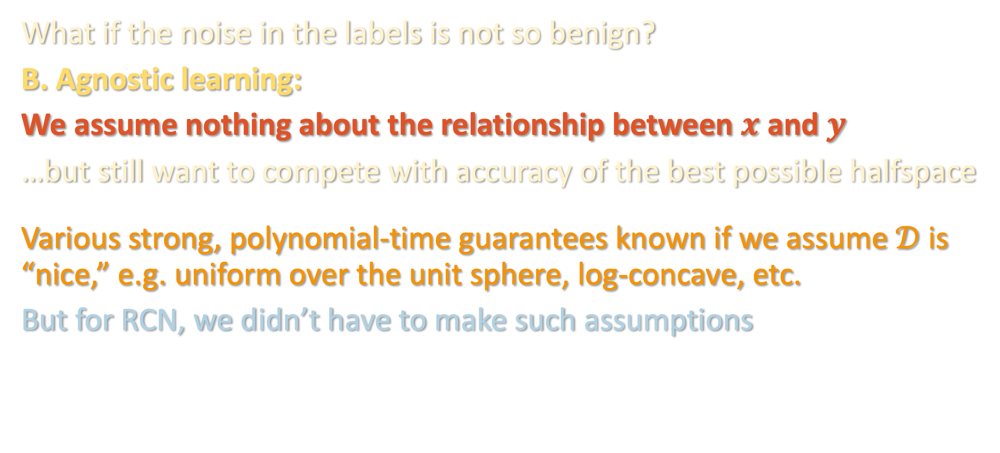 What if the noise in the labels is not so benign?
B. Agnostic learning:
We assume nothing about the relationship between 𝒙 and 𝒚
…but still want to compete with accuracy of the best possible halfspace
Various strong, polynomial-time guarantees known if we assume 𝒟 is
“nice,” e.g. uniform over the unit sphere, log-concave, etc.
But for RCN, we didn’t have to make such assumptions